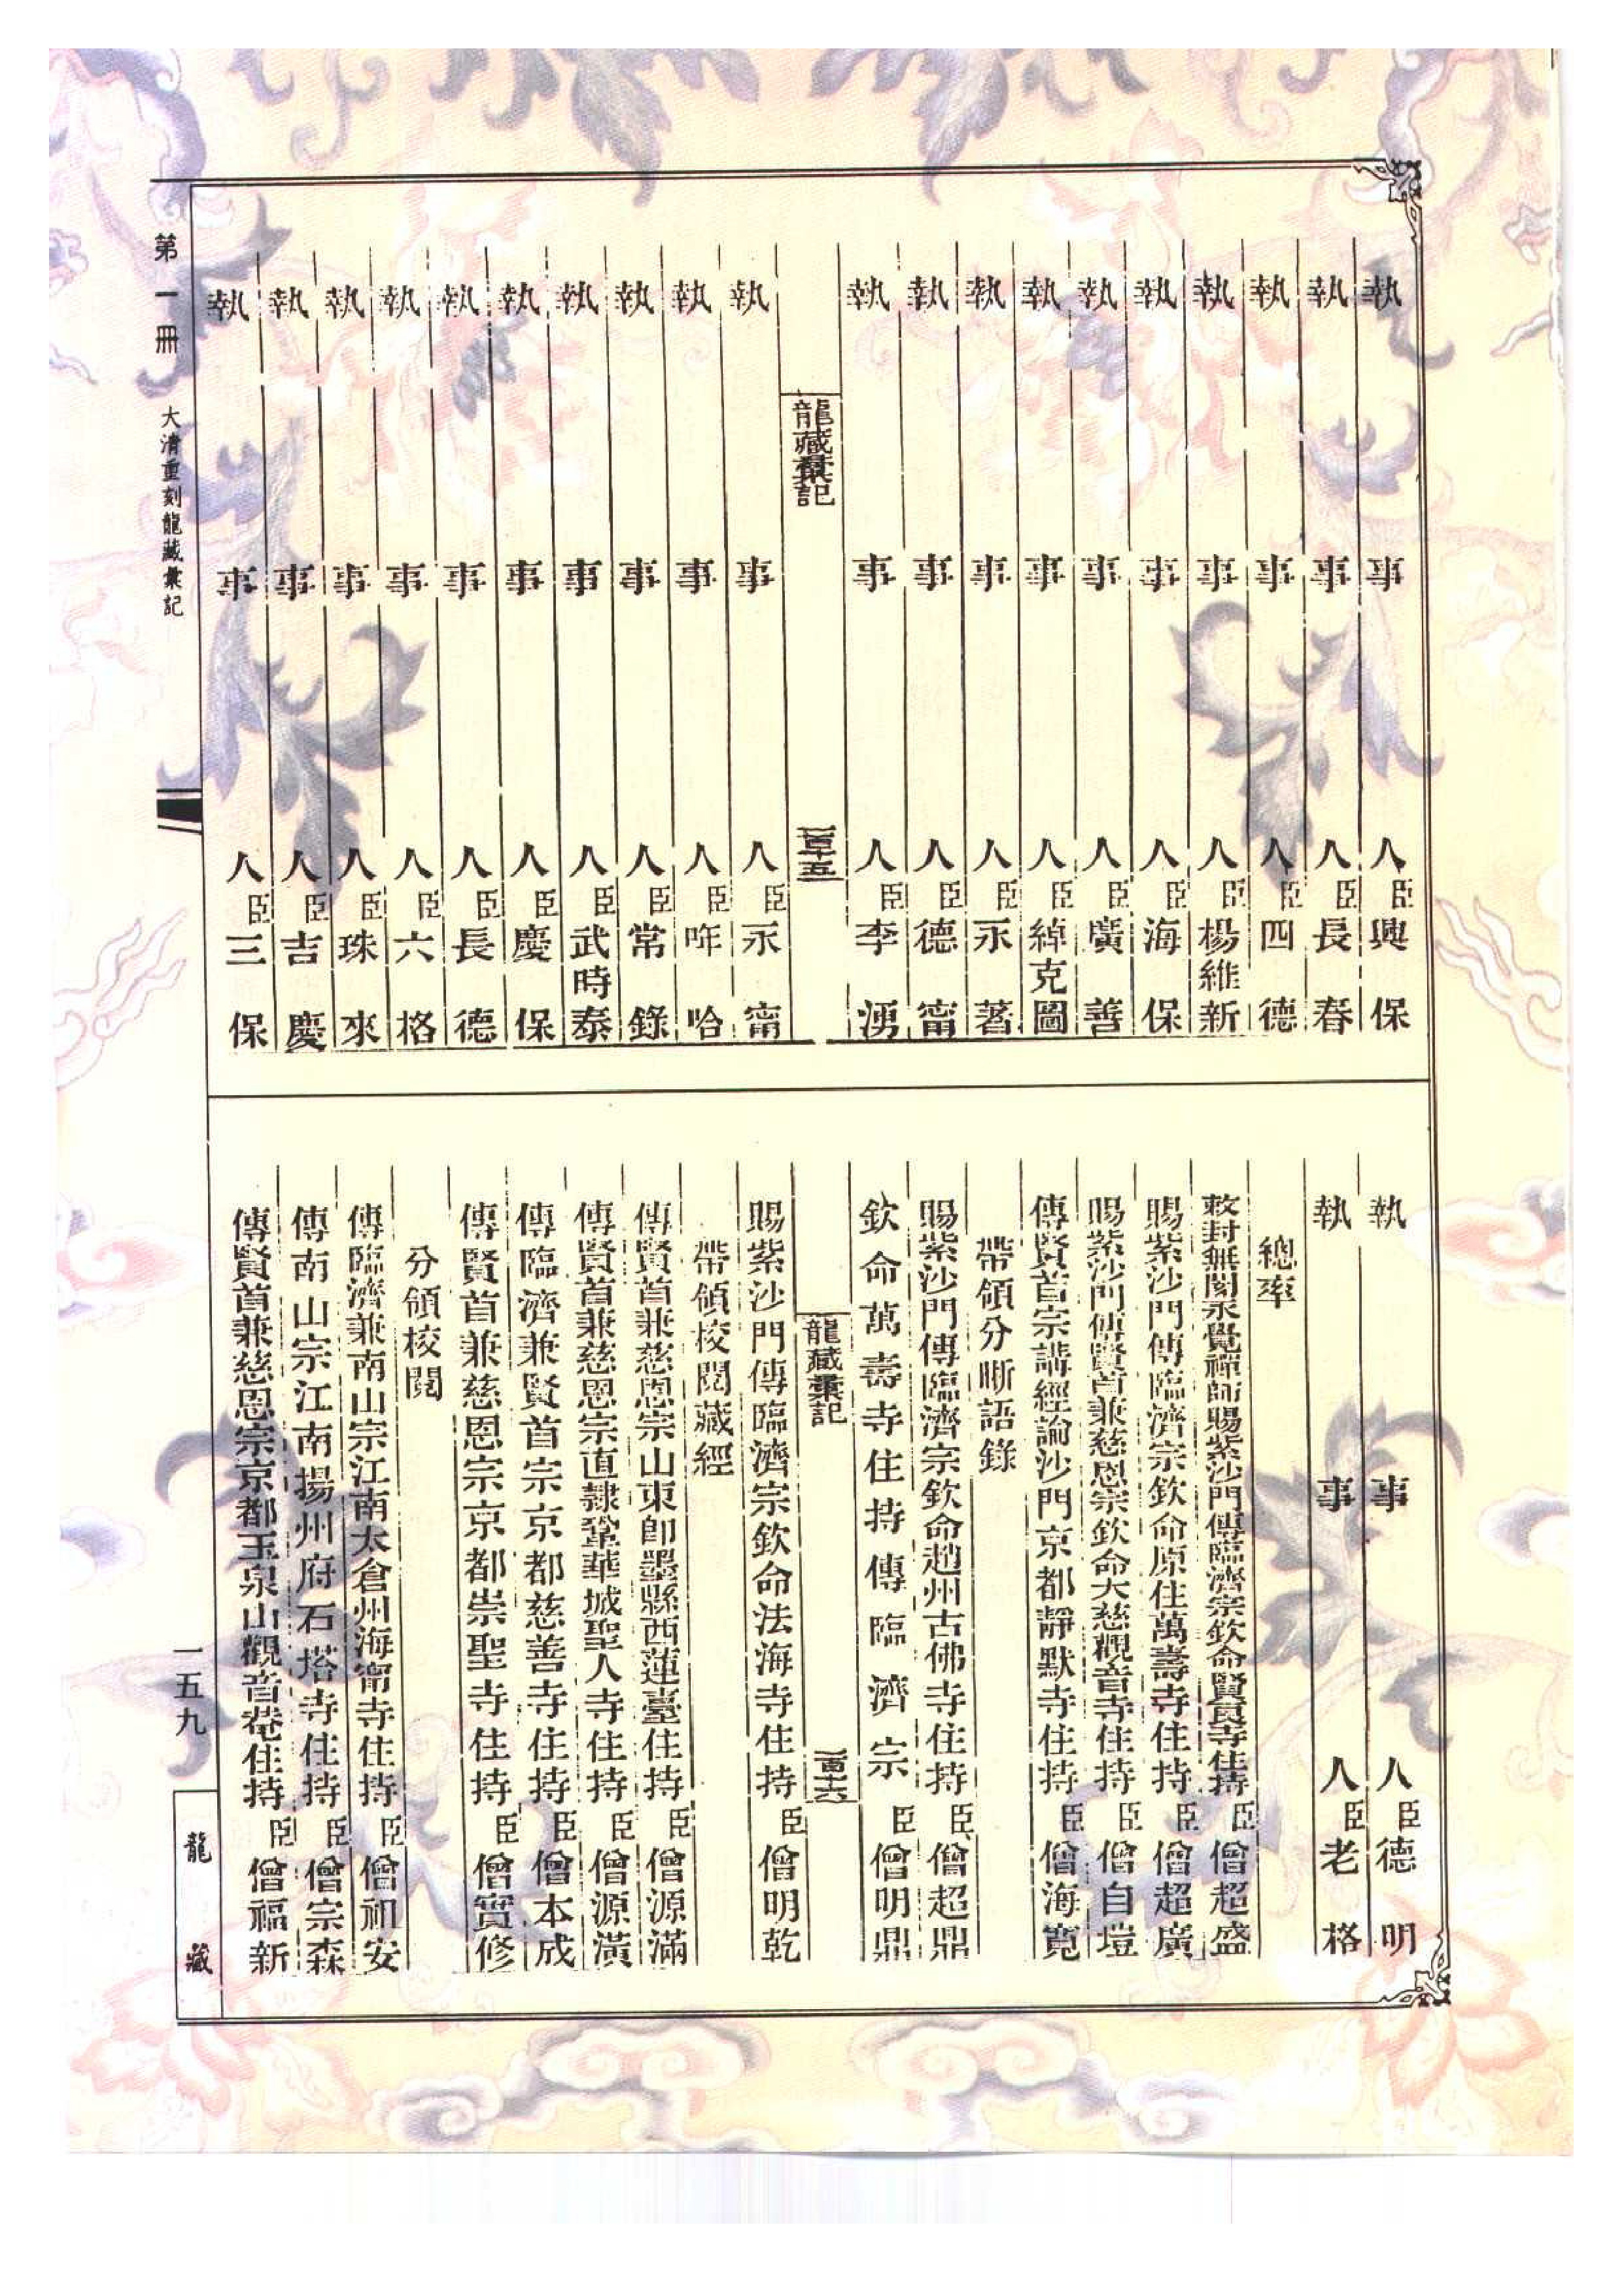 執事人臣興保
執事人臣長春
執事人臣四德
執事人臣楊維新
執事人臣海保
執事人臣廣善
執事人臣綽克圖
執事人臣永著
執事人臣德甯
執事人臣李湧
龍藏彙記 一百十五
執事人臣永甯
執事人臣哈
執事人臣常錄
執事人臣武時泰
執事人臣慶保
執事人臣長德
執事人臣六格
執事人臣珠來
執事人臣吉慶
執事人臣三保
執事人臣德明
執事人臣老格
總率
敕封無閡永覺禪師賜紫沙門傳臨濟宗欽命賢良寺住持臣僧超盛
賜紫沙門傳臨濟宗欽命原住萬壽寺住持臣僧超廣
賜紫沙門傳賢首兼慈恩宗欽命大慈觀音寺住持臣僧自塏
傳賢首宗講經論沙門京都靜默寺住持臣僧海寬
帶領分晰語錄
賜紫沙門傳臨濟宗欽命趙州古佛寺住持臣僧超鼎
欽命萬壽寺住持傳臨濟宗臣僧明鼎
龍藏彙記 一百十六
賜紫沙門傳臨濟宗欽命法海寺住持臣僧明乾
帶領校閱藏經
傳賢首兼慈恩宗山東卽墨縣西蓮臺住持臣僧源滿
傳賢首兼慈恩宗直隸鞏華城聖人寺住持臣僧源潢
傳臨濟兼賢首宗京都慈善寺住持臣僧本成
傳賢首兼慈恩宗京都崇聖寺住持臣僧實修
分領校閱
傳臨濟兼南山宗江南太倉州海甯寺住持臣僧祖安
傳南山宗江南揚州府石塔寺住持臣僧宗森
傳賢首兼慈恩宗京都玉泉山觀音菴住持臣僧福新
第一冊 大清重刻龍藏彙記
一五九
龍藏